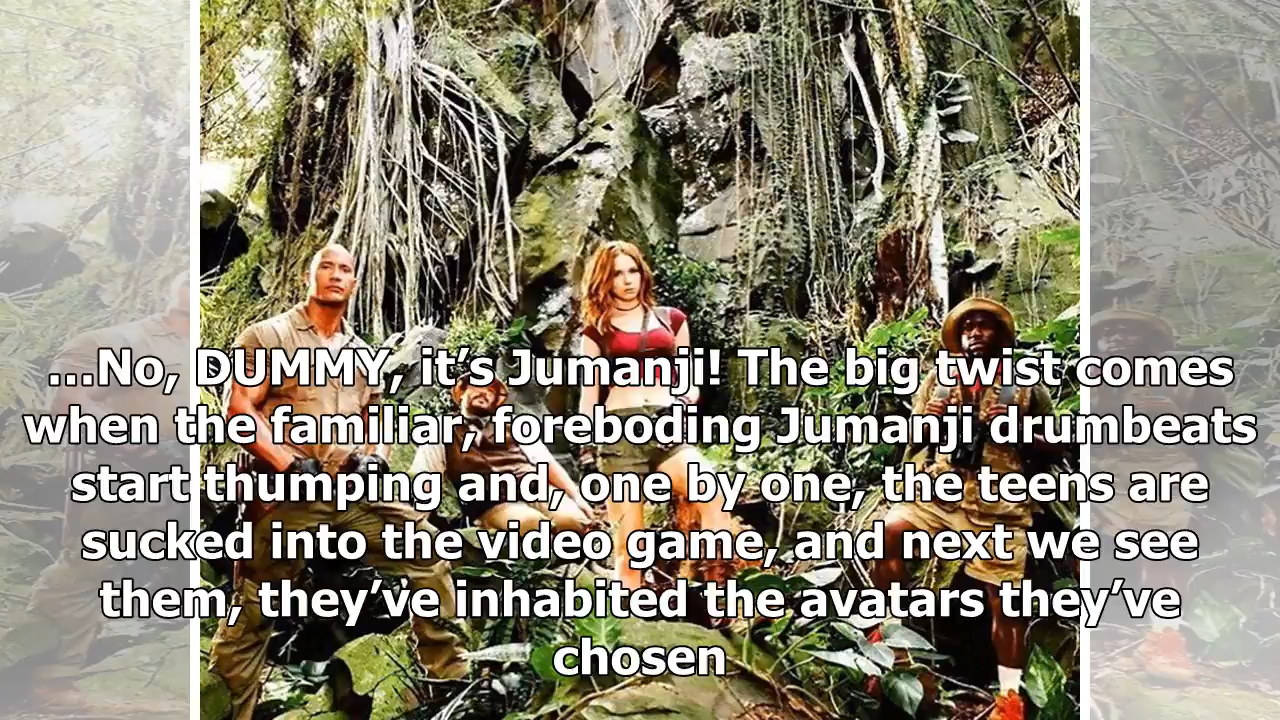 ...No, DUMMY, it’s Jumanji! The big twist comes
when the familiar, foreboding Jumanji drumbeats
start thumping and, one by one, the teens are
sucked into the video game, and next we see
them, they’ve inhabited the avatars they’ve
chosen